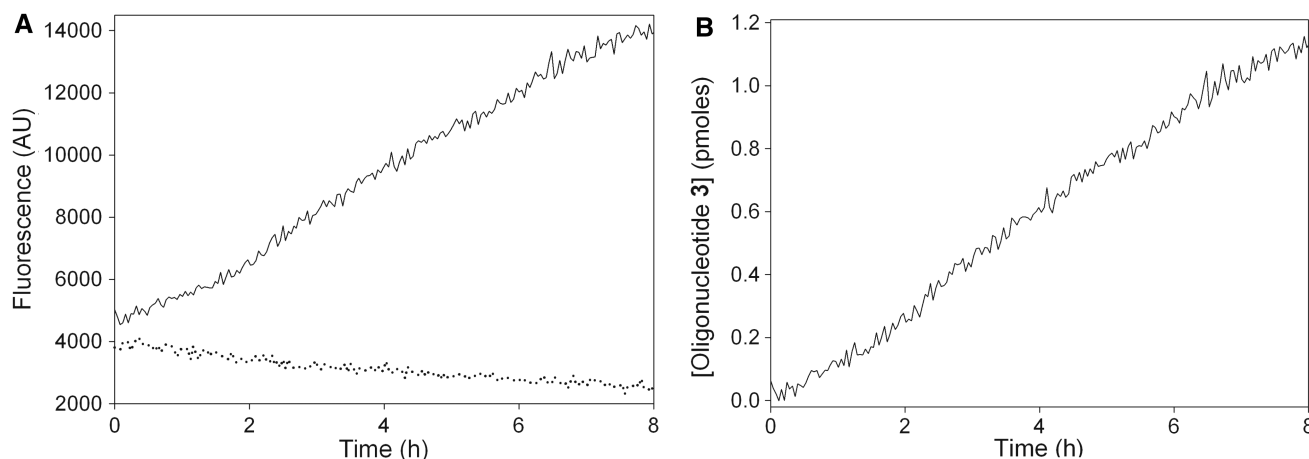 A
Fluorescence (AU)
14000
12000
10000
8000
6000
4000
2000
0 2 4 6 8
Time (h)
B
[Oligonucleotide 3] (pmoles)
1.2
1.0
0.8
0.6
0.4
0.2
0.0
0 2 4 6 8
Time (h)